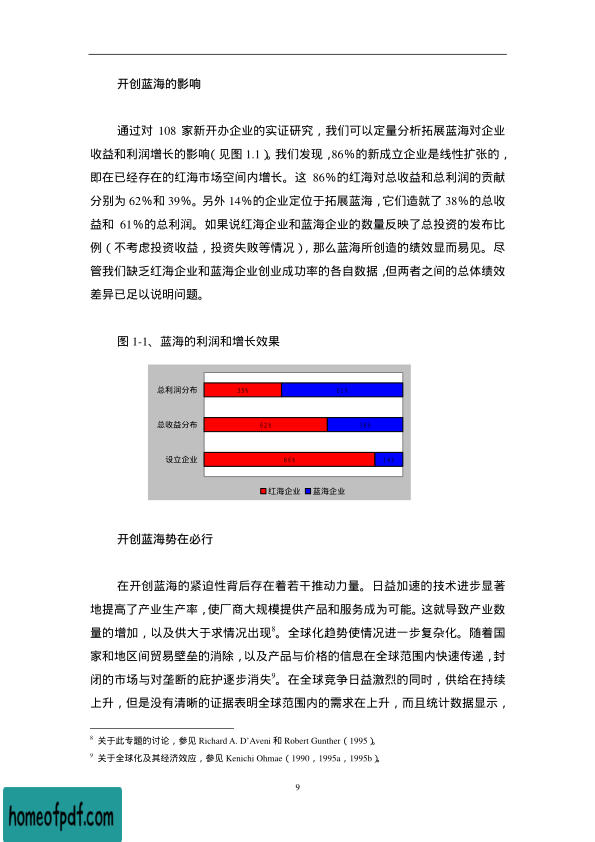 开创蓝海的影响
通过对 108 家新开办企业的实证研究，我们可以定量分析拓展蓝海对企业
收益和利润增长的影响（见图 1.1）。我们发现，86%的新成立企业是线性扩张的，
即在已经存在的红海市场空间内增长。这 86%的红海对总收益和总利润的贡献
分别为 62%和 39%。另外 14%的企业定位于拓展蓝海，它们造就了 38%的总收
益和 61%的总利润。如果说红海企业和蓝海企业的数量反映了总投资的发布比
例（不考虑投资收益，投资失败等情况），那么蓝海所创造的绩效显而易见。尽
管我们缺乏红海企业和蓝海企业创业成功率的各自数据，但两者之间的总体绩效
差异已足以说明问题。
图 1-1、蓝海的利润和增长效果
总利润分布 39% 61%
总收益分布 62% 38%
设立企业 86% 14%
红海企业 蓝海企业
开创蓝海势在必行
在开创蓝海的紧迫性背后存在着若干推动力量。日益加速的技术进步显著
地提高了产业生产率，使厂商大规模提供产品和服务成为可能。这就导致产业数
量的增加，以及供大于求情况出现8。全球化趋势使情况进一步复杂化。随着国
家和地区间贸易壁垒的消除，以及产品与价格的信息在全球范围内快速传递，封
闭的市场与对垄断的庇护逐步消失9。在全球竞争日益激烈的同时，供给在持续
上升，但是没有清晰的证据表明全球范围内的需求在上升，而且统计数据显示，
8 关于此专题的讨论，参见 Richard A. D’Aveni 和 Robert Gunther（1995）。
9 关于全球化及其经济效应，参见 Kenichi Ohmae（1990，1995a，1995b）。
9
homeofpdf.com